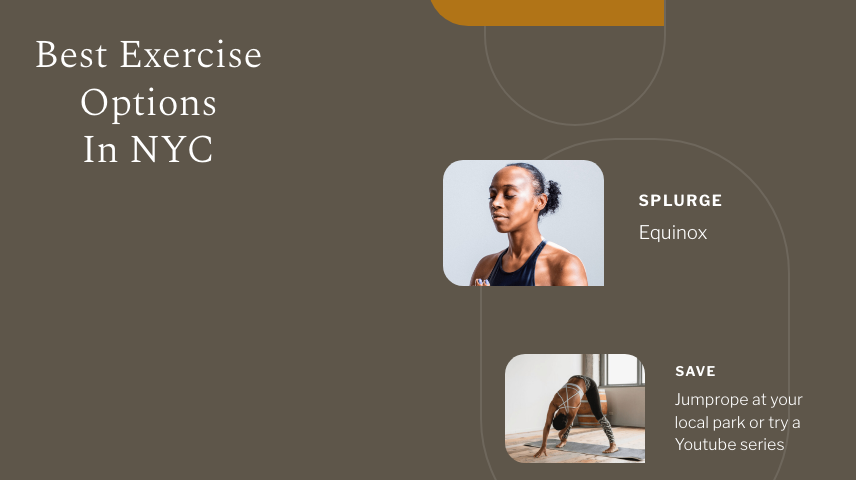 Best Exercise
Options
In NYC
SPLURGE
Equinox
SAVE
Jumprope at your
local park or try a
Youtube series